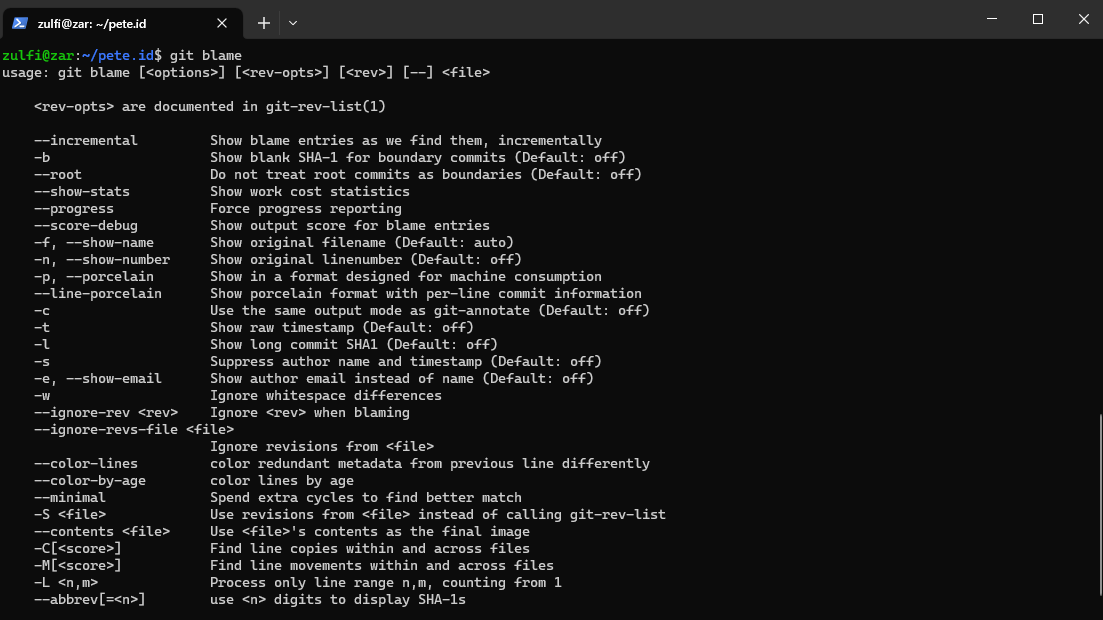 zulfi@zar: ~/pete.id
zulfi@zar:~/pete.id$ git blame
usage: git blame [<options>] [<rev-opts>] [<rev>] [--] <file>
<rev-opts> are documented in git-rev-list(1)
--incremental Show blame entries as we find them, incrementally
-b Show blank SHA-1 for boundary commits (Default: off)
--root Do not treat root commits as boundaries (Default: off)
--show-stats Show work cost statistics
--progress Force progress reporting
--score-debug Show output score for blame entries
-f, --show-name Show original filename (Default: auto)
-n, --show-number Show original linenumber (Default: off)
-p, --porcelain Show in a format designed for machine consumption
--line-porcelain Show porcelain format with per-line commit information
-c Use the same output mode as git-annotate (Default: off)
-t Show raw timestamp (Default: off)
-l Show long commit SHA1 (Default: off)
-s Suppress author name and timestamp (Default: off)
-e, --show-email Show author email instead of name (Default: off)
-w Ignore whitespace differences
--ignore-rev <rev> Ignore <rev> when blaming
--ignore-revs-file <file>
Ignore revisions from <file>
--color-lines color redundant metadata from previous line differently
--color-by-age color lines by age
--minimal Spend extra cycles to find better match
-S <file> Use revisions from <file> instead of calling git-rev-list
--contents <file> Use <file>'s contents as the final image
-C[<score>] Find line copies within and across files
-M[<score>] Find line movements within and across files
-L <n,m> Process only line range n,m, counting from 1
--abbrev[=<n>] use <n> digits to display SHA-1s